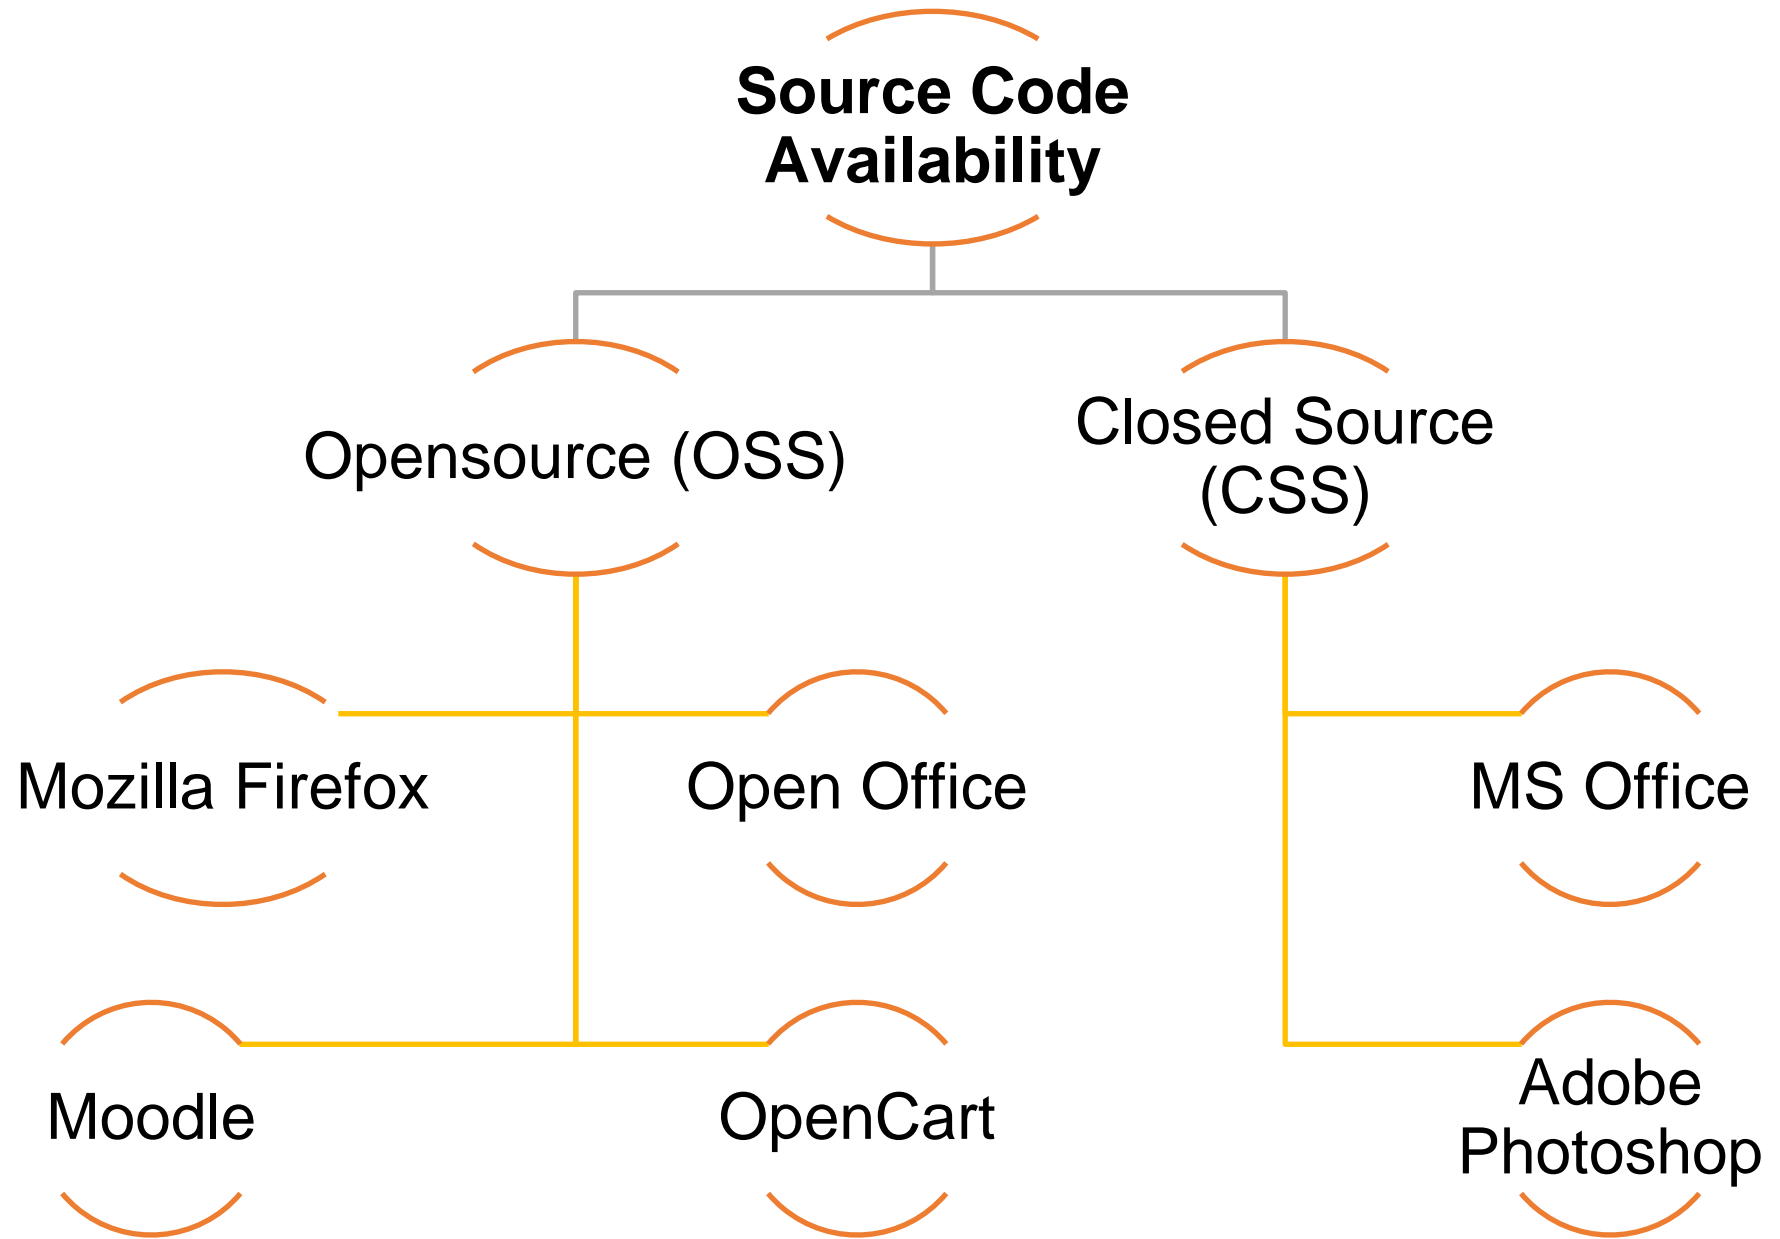 Source Code
Availability
Opensource (OSS)
Closed Source
(CSS)
Mozilla Firefox
Open Office
MS Office
Moodle
OpenCart
Adobe
Photoshop